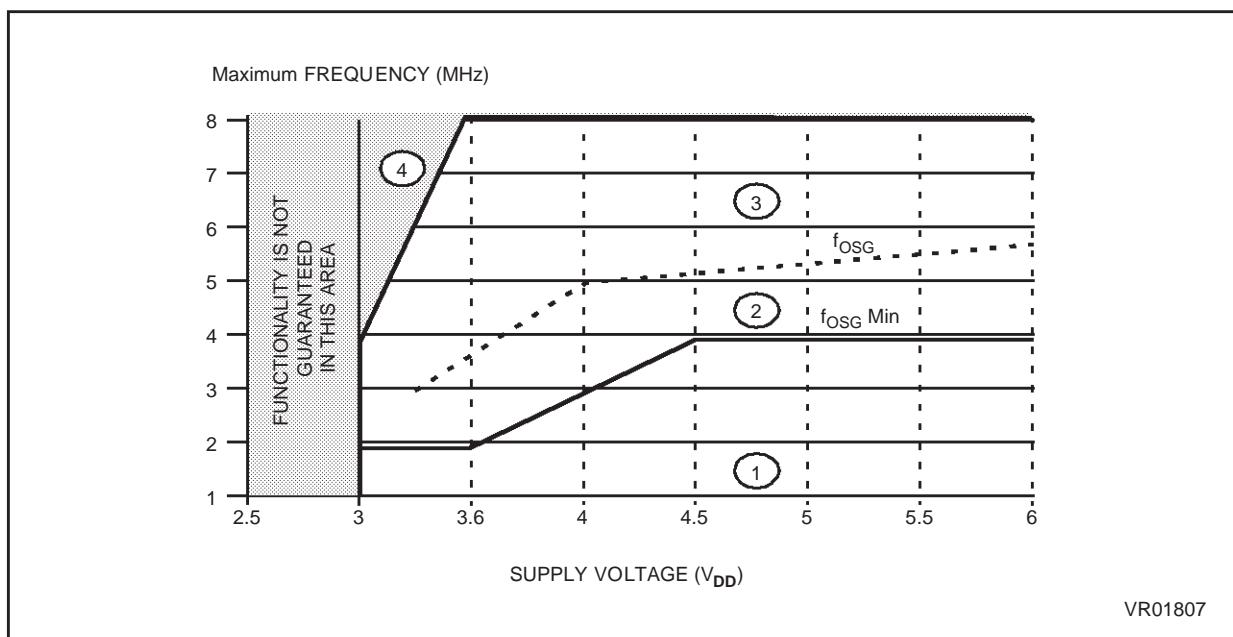 Maximum FREQUENCY (MHz)
8
7
6
5
4
3
2
1
FUNCTIONALITY IS NOT
GUARANTEED
IN THIS AREA
4
3
fOSG
2
fOSG Min
1
2.5 3 3.6 4 4.5 5 5.5 6
SUPPLY VOLTAGE (VDD)
VR01807